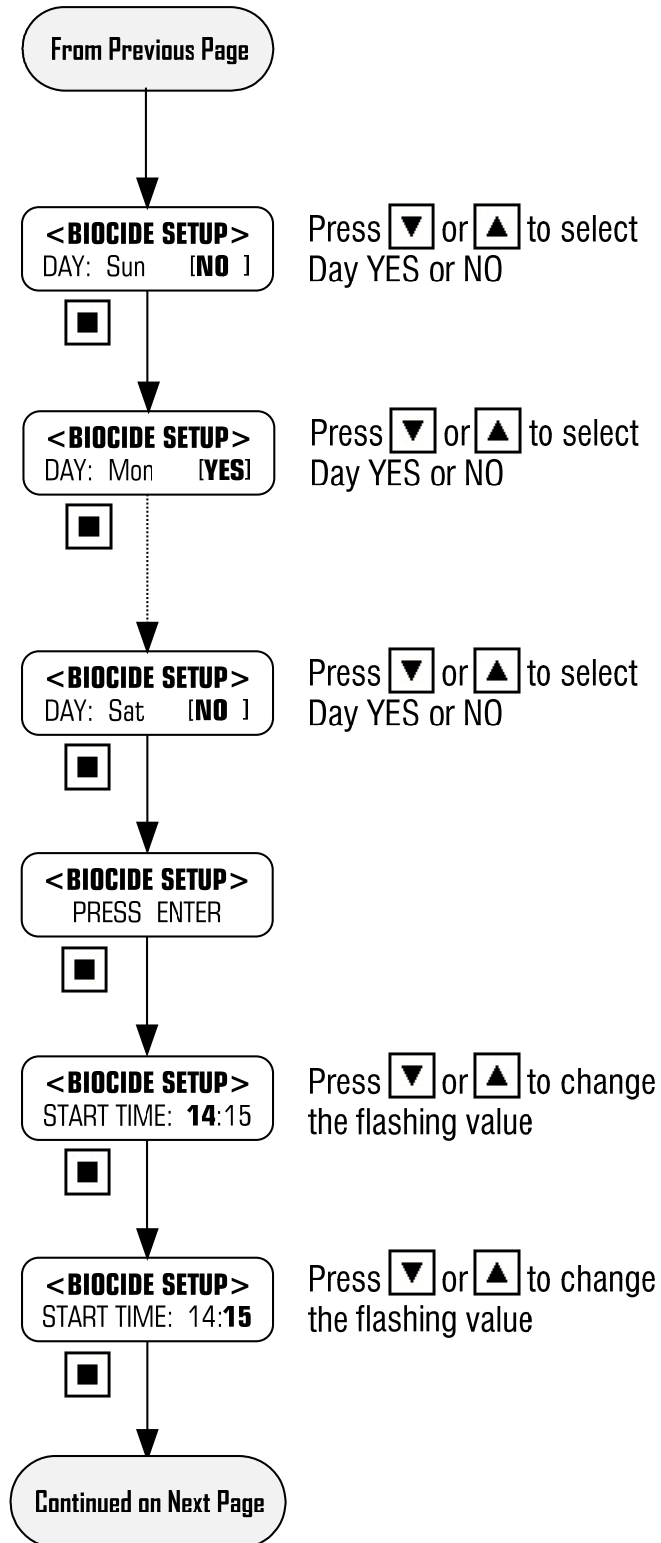 From Previous Page
<BIOCIDE SETUP>
DAY: Sun [NO ]
Press ▼ or ▲ to select
Day YES or NO
<BIOCIDE SETUP>
DAY: Mon [YES]
Press ▼ or ▲ to select
Day YES or NO
<BIOCIDE SETUP>
DAY: Sat [NO ]
Press ▼ or ▲ to select
Day YES or NO
<BIOCIDE SETUP>
PRESS ENTER
<BIOCIDE SETUP>
START TIME: 14:15
Press ▼ or ▲ to change
the flashing value
<BIOCIDE SETUP>
START TIME: 14:15
Press ▼ or ▲ to change
the flashing value
Continued on Next Page